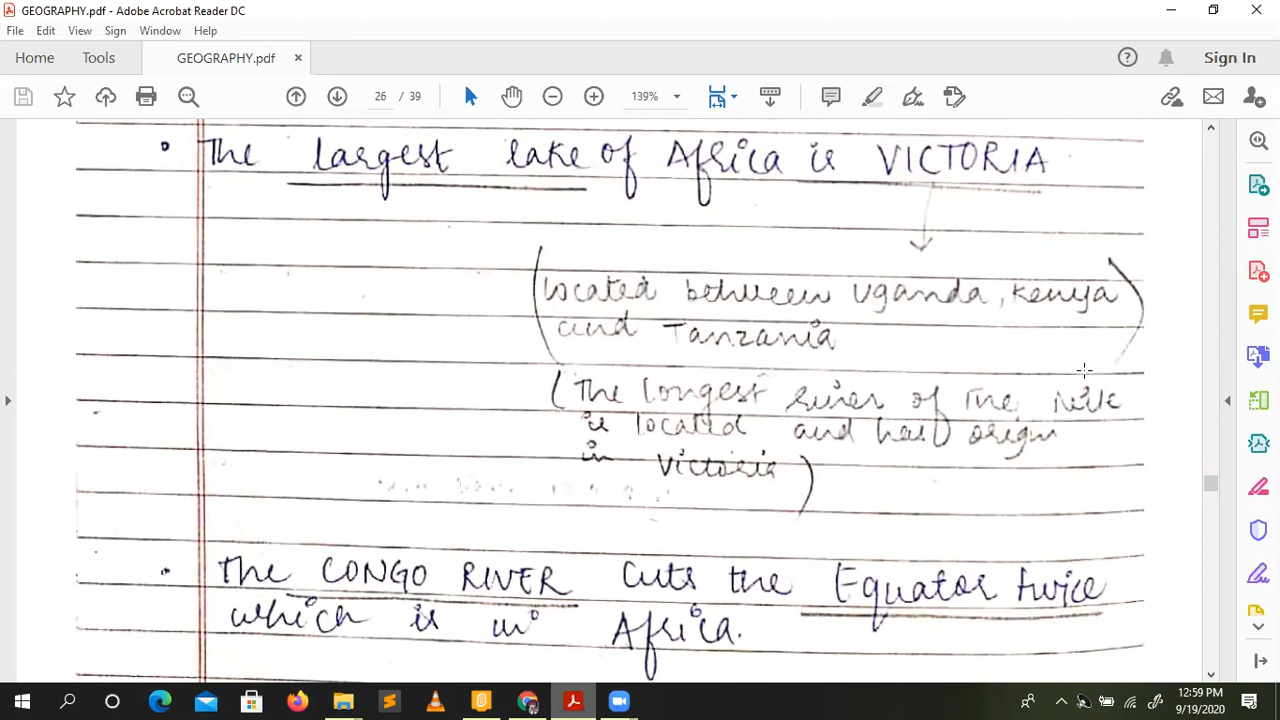 GEOGRAPHY.pdf - Adobe Acrobat Reader DC
File Edit View Sign Window Help
Home Tools GEOGRAPHY.pdf × Sign In
26 / 39 139%
• The largest lake of Africa is VICTORIA
(Located between Uganda, Kenya
and Tanzania)
(The longest river of The Nile
is located and has origin
in Victoria)
• The CONGO RIVER cuts the Equator twice
which is in Africa.
12:59 PM
9/19/2020